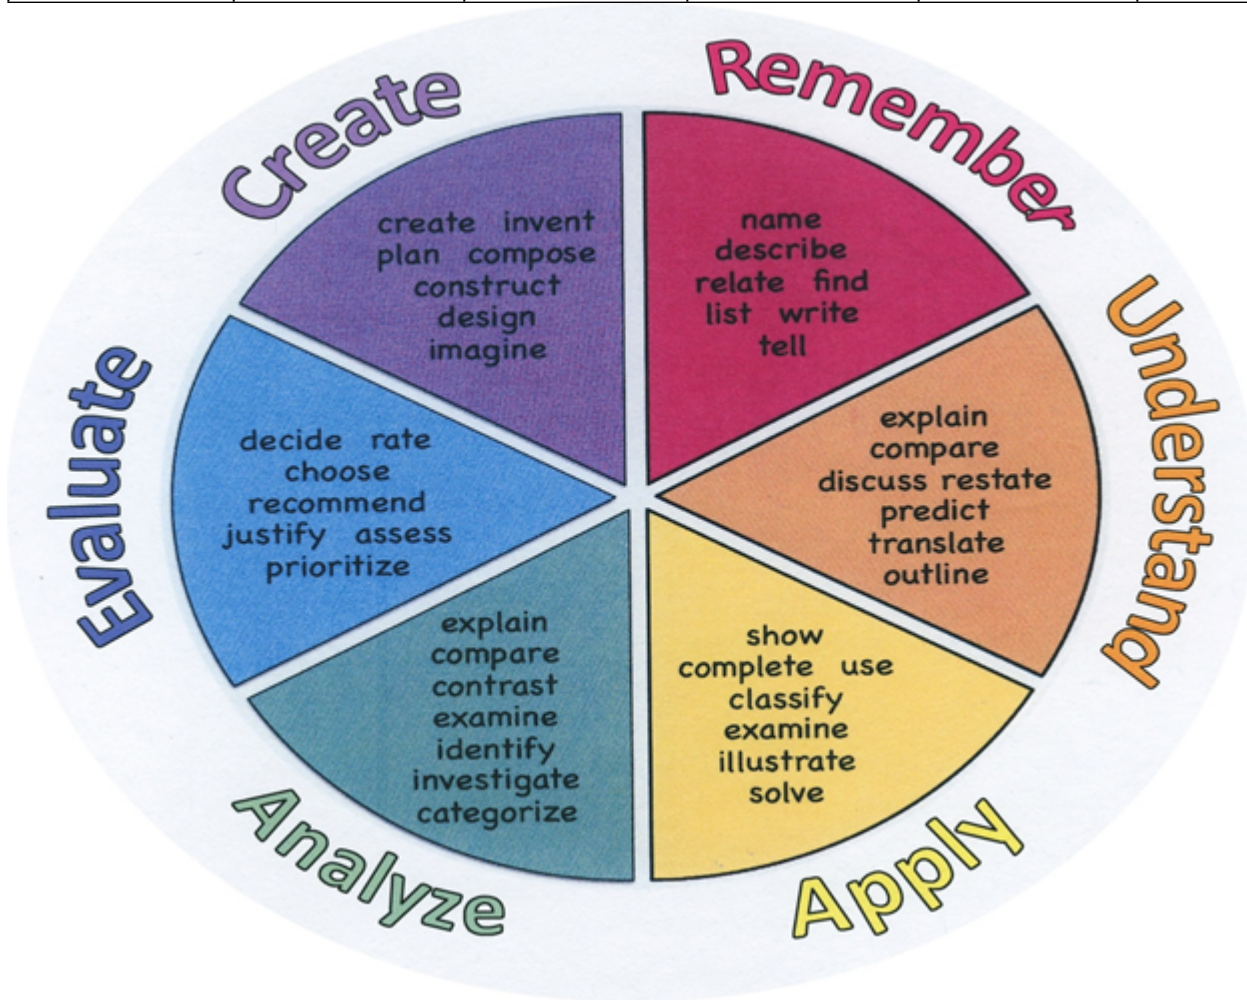 Remember
name
describe
relate find
list write
tell
Understand
explain
compare
discuss restate
predict
translate
outline
Apply
show
complete use
classify
examine
illustrate
solve
Analyze
explain
compare
contrast
examine
identify
investigate
categorize
Evaluate
decide rate
choose
recommend
justify assess
prioritize
Create
create invent
plan compose
construct
design
imagine